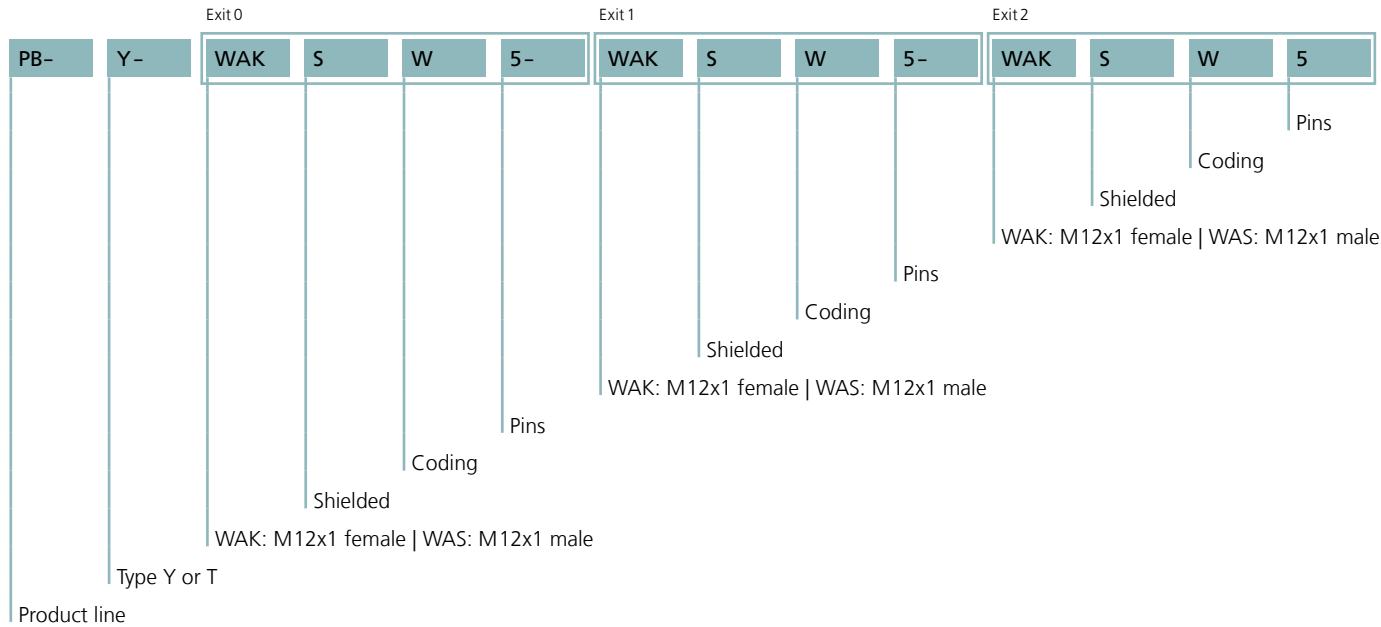 Exit 0 Exit 1 Exit 2
PB– Y– WAK S W 5– WAK S W 5– WAK S W 5
Pins
Coding
Shielded
WAK: M12x1 female | WAS: M12x1 male
Pins
Coding
Shielded
WAK: M12x1 female | WAS: M12x1 male
Pins
Coding
Shielded
WAK: M12x1 female | WAS: M12x1 male
Type Y or T
Product line